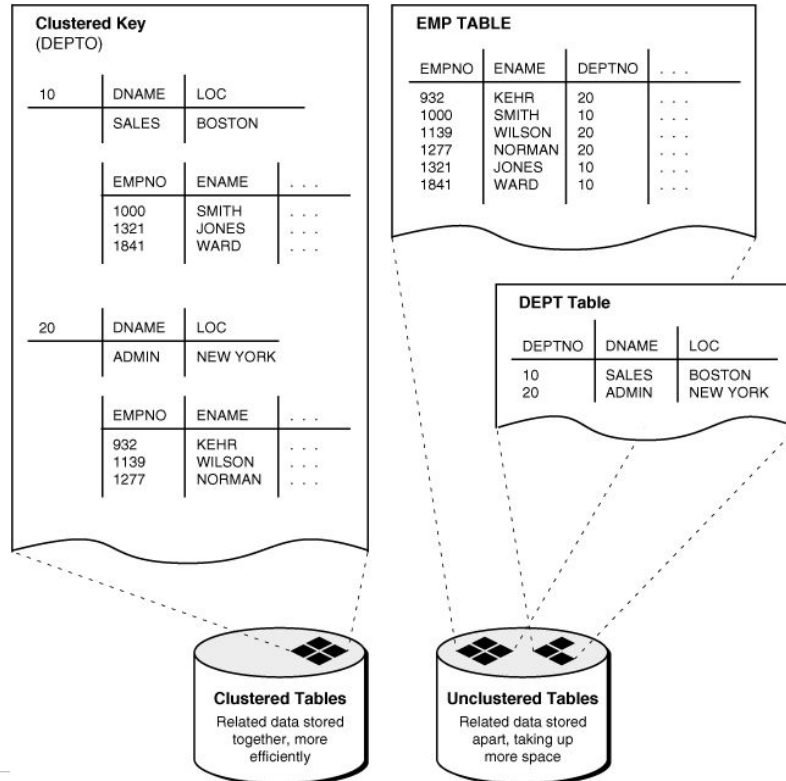 Clustered Key
(DEPTO)
10 DNAME LOC
SALES BOSTON
EMPNO ENAME . . .
1000 SMITH . . .
1321 JONES . . .
1841 WARD . . .
20 DNAME LOC
ADMIN NEW YORK
EMPNO ENAME . . .
932 KEHR . . .
1139 WILSON . . .
1277 NORMAN . . .
EMP TABLE
EMPNO ENAME DEPTNO . . .
932 KEHR 20 . . .
1000 SMITH 10 . . .
1139 WILSON 20 . . .
1277 NORMAN 20 . . .
1321 JONES 10 . . .
1841 WARD 10 . . .
DEPT Table
DEPTNO DNAME LOC
10 SALES BOSTON
20 ADMIN NEW YORK
Clustered Tables
Related data stored
together, more
efficiently
Unclustered Tables
Related data stored
apart, taking up
more space